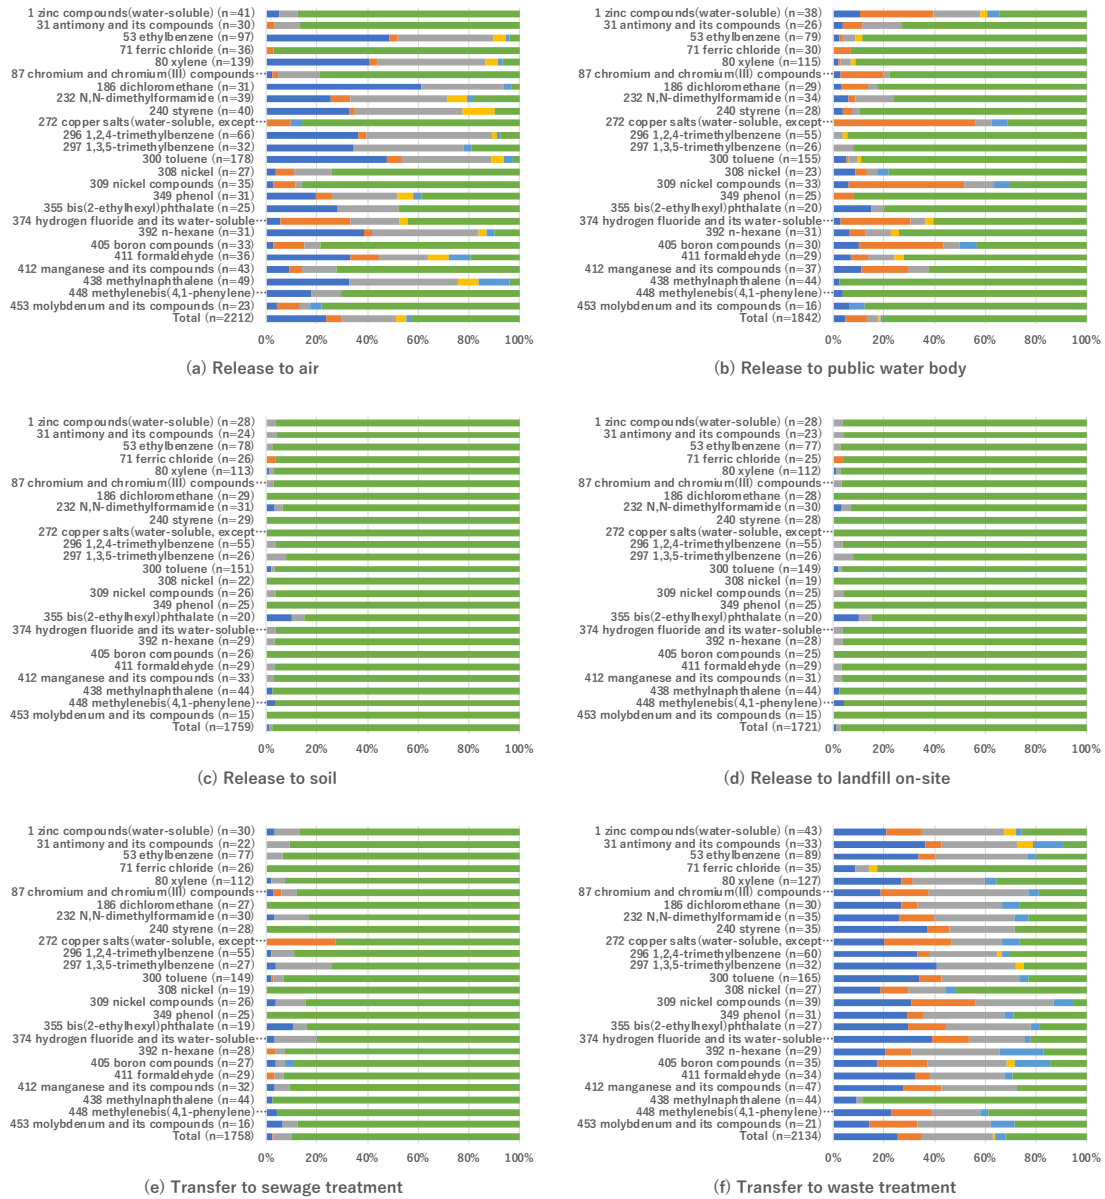 1 zinc compounds(water-soluble) (n=41)
31 antimony and its compounds (n=30)
53 ethylbenzene (n=97)
71 ferric chloride (n=36)
80 xylene (n=139)
87 chromium and chromium(III) compounds…
186 dichloromethane (n=31)
232 N,N-dimethylformamide (n=39)
240 styrene (n=40)
272 copper salts(water-soluble, except…
296 1,2,4-trimethylbenzene (n=66)
297 1,3,5-trimethylbenzene (n=32)
300 toluene (n=178)
308 nickel (n=27)
309 nickel compounds (n=35)
349 phenol (n=31)
355 bis(2-ethylhexyl)phthalate (n=25)
374 hydrogen fluoride and its water-soluble…
392 n-hexane (n=31)
405 boron compounds (n=33)
411 formaldehyde (n=36)
412 manganese and its compounds (n=43)
438 methylnaphthalene (n=49)
448 methylenebis(4,1-phenylene)…
453 molybdenum and its compounds (n=23)
Total (n=2212)
0% 20% 40% 60% 80% 100%
(a) Release to air
1 zinc compounds(water-soluble) (n=38)
31 antimony and its compounds (n=26)
53 ethylbenzene (n=79)
71 ferric chloride (n=30)
80 xylene (n=115)
87 chromium and chromium(III) compounds…
186 dichloromethane (n=29)
232 N,N-dimethylformamide (n=34)
240 styrene (n=28)
272 copper salts(water-soluble, except…
296 1,2,4-trimethylbenzene (n=55)
297 1,3,5-trimethylbenzene (n=26)
300 toluene (n=155)
308 nickel (n=23)
309 nickel compounds (n=33)
349 phenol (n=25)
355 bis(2-ethylhexyl)phthalate (n=20)
374 hydrogen fluoride and its water-soluble…
392 n-hexane (n=31)
405 boron compounds (n=30)
411 formaldehyde (n=29)
412 manganese and its compounds (n=37)
438 methylnaphthalene (n=44)
448 methylenebis(4,1-phenylene)…
453 molybdenum and its compounds (n=16)
Total (n=1842)
0% 20% 40% 60% 80% 100%
(b) Release to public water body
1 zinc compounds(water-soluble) (n=28)
31 antimony and its compounds (n=24)
53 ethylbenzene (n=78)
71 ferric chloride (n=26)
80 xylene (n=113)
87 chromium and chromium(III) compounds…
186 dichloromethane (n=29)
232 N,N-dimethylformamide (n=31)
240 styrene (n=29)
272 copper salts(water-soluble, except…
296 1,2,4-trimethylbenzene (n=55)
297 1,3,5-trimethylbenzene (n=26)
300 toluene (n=151)
308 nickel (n=22)
309 nickel compounds (n=26)
349 phenol (n=25)
355 bis(2-ethylhexyl)phthalate (n=20)
374 hydrogen fluoride and its water-soluble…
392 n-hexane (n=29)
405 boron compounds (n=26)
411 formaldehyde (n=29)
412 manganese and its compounds (n=33)
438 methylnaphthalene (n=44)
448 methylenebis(4,1-phenylene)…
453 molybdenum and its compounds (n=15)
Total (n=1759)
0% 20% 40% 60% 80% 100%
(c) Release to soil
1 zinc compounds(water-soluble) (n=28)
31 antimony and its compounds (n=23)
53 ethylbenzene (n=77)
71 ferric chloride (n=25)
80 xylene (n=112)
87 chromium and chromium(III) compounds…
186 dichloromethane (n=28)
232 N,N-dimethylformamide (n=30)
240 styrene (n=28)
272 copper salts(water-soluble, except…
296 1,2,4-trimethylbenzene (n=55)
297 1,3,5-trimethylbenzene (n=26)
300 toluene (n=149)
308 nickel (n=19)
309 nickel compounds (n=25)
349 phenol (n=25)
355 bis(2-ethylhexyl)phthalate (n=20)
374 hydrogen fluoride and its water-soluble…
392 n-hexane (n=28)
405 boron compounds (n=25)
411 formaldehyde (n=29)
412 manganese and its compounds (n=31)
438 methylnaphthalene (n=44)
448 methylenebis(4,1-phenylene)…
453 molybdenum and its compounds (n=15)
Total (n=1721)
0% 20% 40% 60% 80% 100%
(d) Release to landfill on-site
1 zinc compounds(water-soluble) (n=30)
31 antimony and its compounds (n=22)
53 ethylbenzene (n=77)
71 ferric chloride (n=26)
80 xylene (n=112)
87 chromium and chromium(III) compounds…
186 dichloromethane (n=27)
232 N,N-dimethylformamide (n=30)
240 styrene (n=28)
272 copper salts(water-soluble, except…
296 1,2,4-trimethylbenzene (n=55)
297 1,3,5-trimethylbenzene (n=27)
300 toluene (n=149)
308 nickel (n=19)
309 nickel compounds (n=26)
349 phenol (n=25)
355 bis(2-ethylhexyl)phthalate (n=19)
374 hydrogen fluoride and its water-soluble…
392 n-hexane (n=28)
405 boron compounds (n=27)
411 formaldehyde (n=29)
412 manganese and its compounds (n=32)
438 methylnaphthalene (n=44)
448 methylenebis(4,1-phenylene)…
453 molybdenum and its compounds (n=16)
Total (n=1758)
0% 20% 40% 60% 80% 100%
(e) Transfer to sewage treatment
1 zinc compounds(water-soluble) (n=43)
31 antimony and its compounds (n=33)
53 ethylbenzene (n=89)
71 ferric chloride (n=35)
80 xylene (n=127)
87 chromium and chromium(III) compounds…
186 dichloromethane (n=30)
232 N,N-dimethylformamide (n=35)
240 styrene (n=35)
272 copper salts(water-soluble, except…
296 1,2,4-trimethylbenzene (n=60)
297 1,3,5-trimethylbenzene (n=32)
300 toluene (n=165)
308 nickel (n=27)
309 nickel compounds (n=39)
349 phenol (n=31)
355 bis(2-ethylhexyl)phthalate (n=27)
374 hydrogen fluoride and its water-soluble…
392 n-hexane (n=29)
405 boron compounds (n=35)
411 formaldehyde (n=34)
412 manganese and its compounds (n=47)
438 methylnaphthalene (n=44)
448 methylenebis(4,1-phenylene)…
453 molybdenum and its compounds (n=21)
Total (n=2134)
0% 20% 40% 60% 80% 100%
(f) Transfer to waste treatment